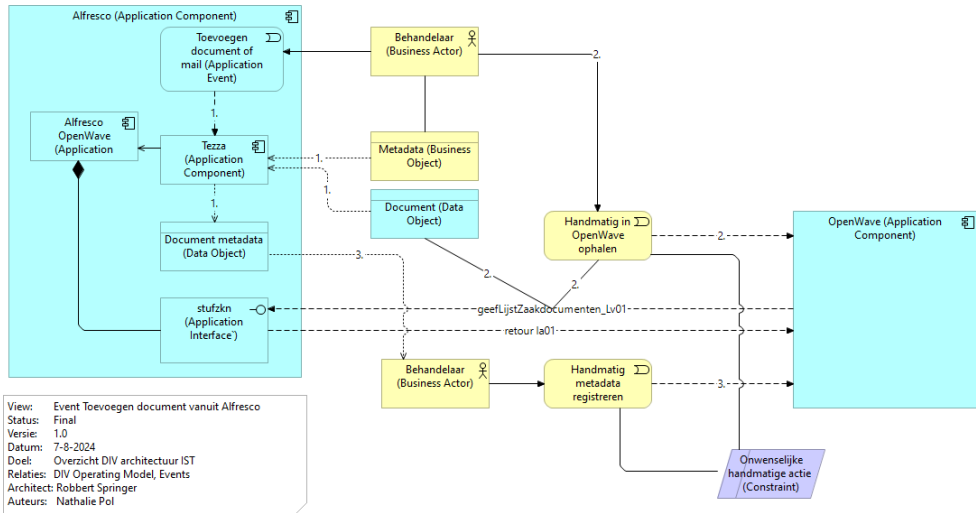 Alfresco (Application Component)
Toevoegen
document of
mail (Application
Event)
Behandelaar
(Business Actor)
2.
1.
Alfresco
OpenWave
(Application
Tezza
(Application
Component)
1.
Metadata (Business
Object)
1.
1.
Document (Data
Object)
Handmatig in
OpenWave
ophalen
2.
OpenWave (Application
Component)
Document metadata
(Data Object)
3.
2.
2.
stufzkn
(Application
Interface)
geefLijstZaakdocumenten_Lv01
retour la01
Behandelaar
(Business Actor)
Handmatig
metadata
registreren
3.
View: Event Toevoegen document vanuit Alfresco
Status: Final
Versie: 1.0
Datum: 7-8-2024
Doel: Overzicht DIV architectuur IST
Relaties: DIV Operating Model, Events
Architect: Robbert Springer
Auteurs: Nathalie Pol
Onwenselijke
handmatige actie
(Constraint)